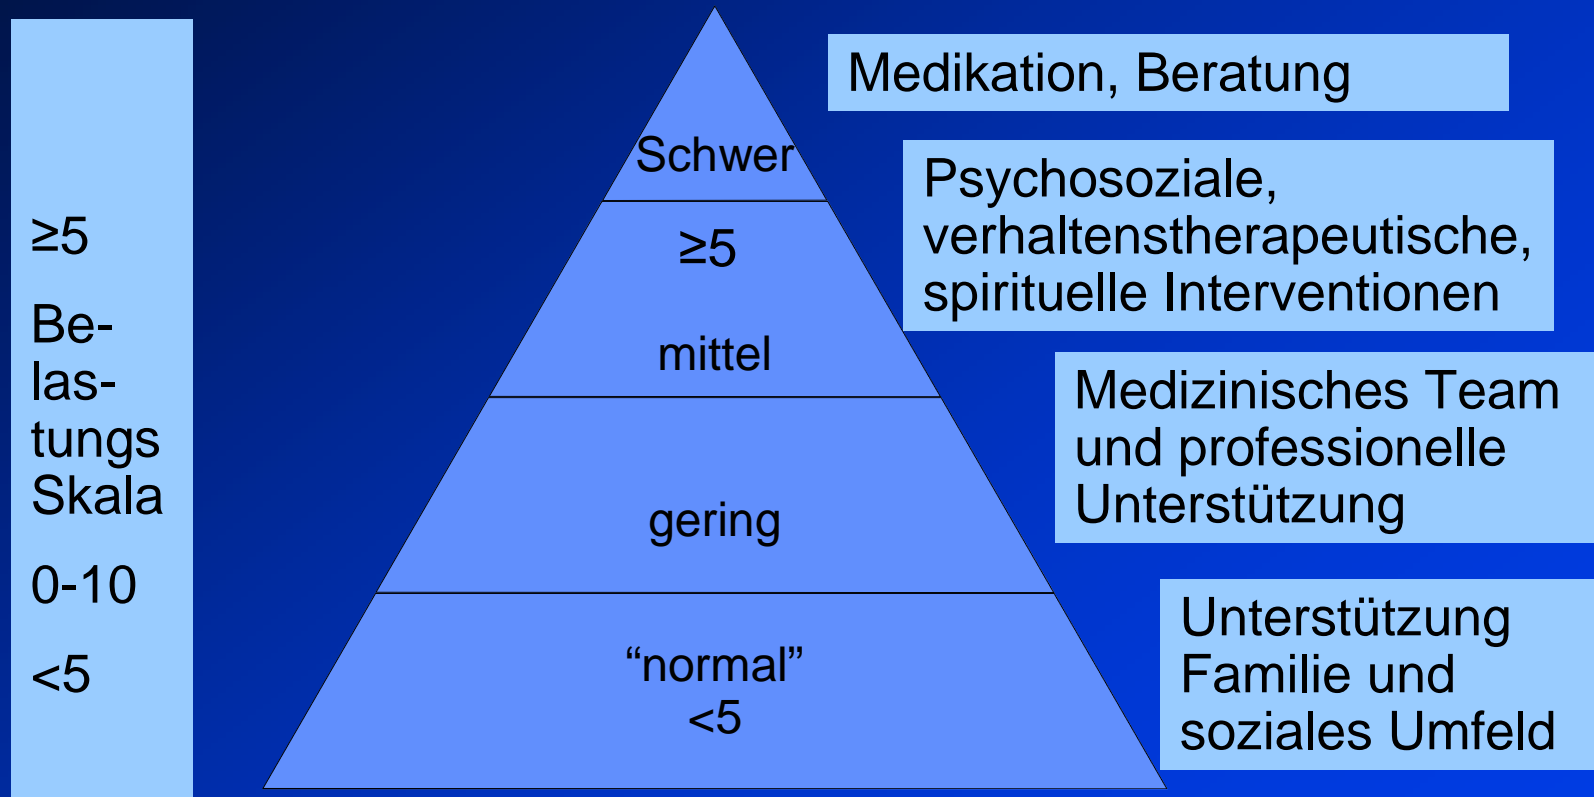 ≥5
Be-
las-
tungs
Skala
0-10
<5
Schwer
≥5
mittel
gering
“normal”
<5
Medikation, Beratung
Psychosoziale,
verhaltenstherapeutische,
spirituelle Interventionen
Medizinisches Team
und professionelle
Unterstützung
Unterstützung
Familie und
soziales Umfeld